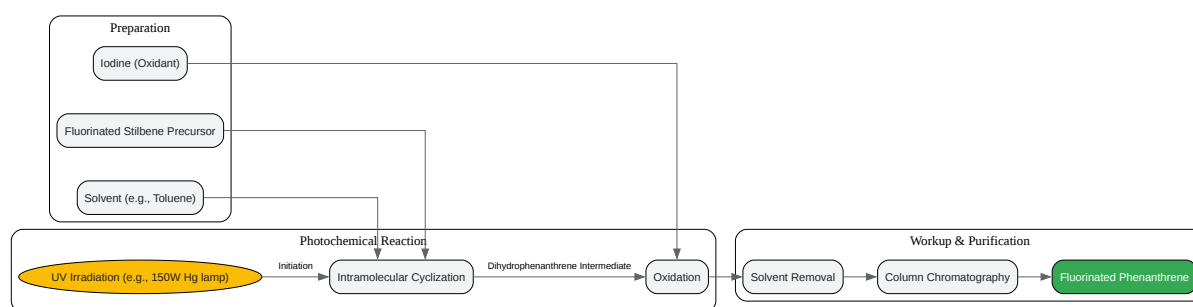 Preparation
Iodine (Oxidant)
Fluorinated Stilbene Precursor
Solvent (e.g., Toluene)
Photochemical Reaction
UV Irradiation (e.g., 150W Hg lamp)
Initiation
Intramolecular Cyclization
Dihydrophenanthrene Intermediate
Oxidation
Workup & Purification
Solvent Removal
Column Chromatography
Fluorinated Phenanthrene